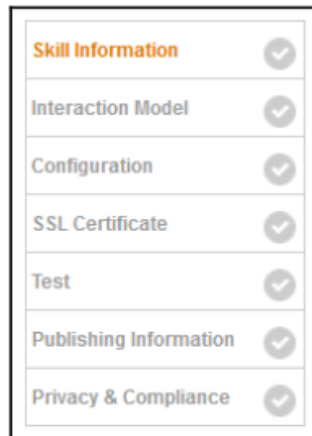 Skill Information
Interaction Model
Configuration
SSL Certificate
Test
Publishing Information
Privacy & Compliance